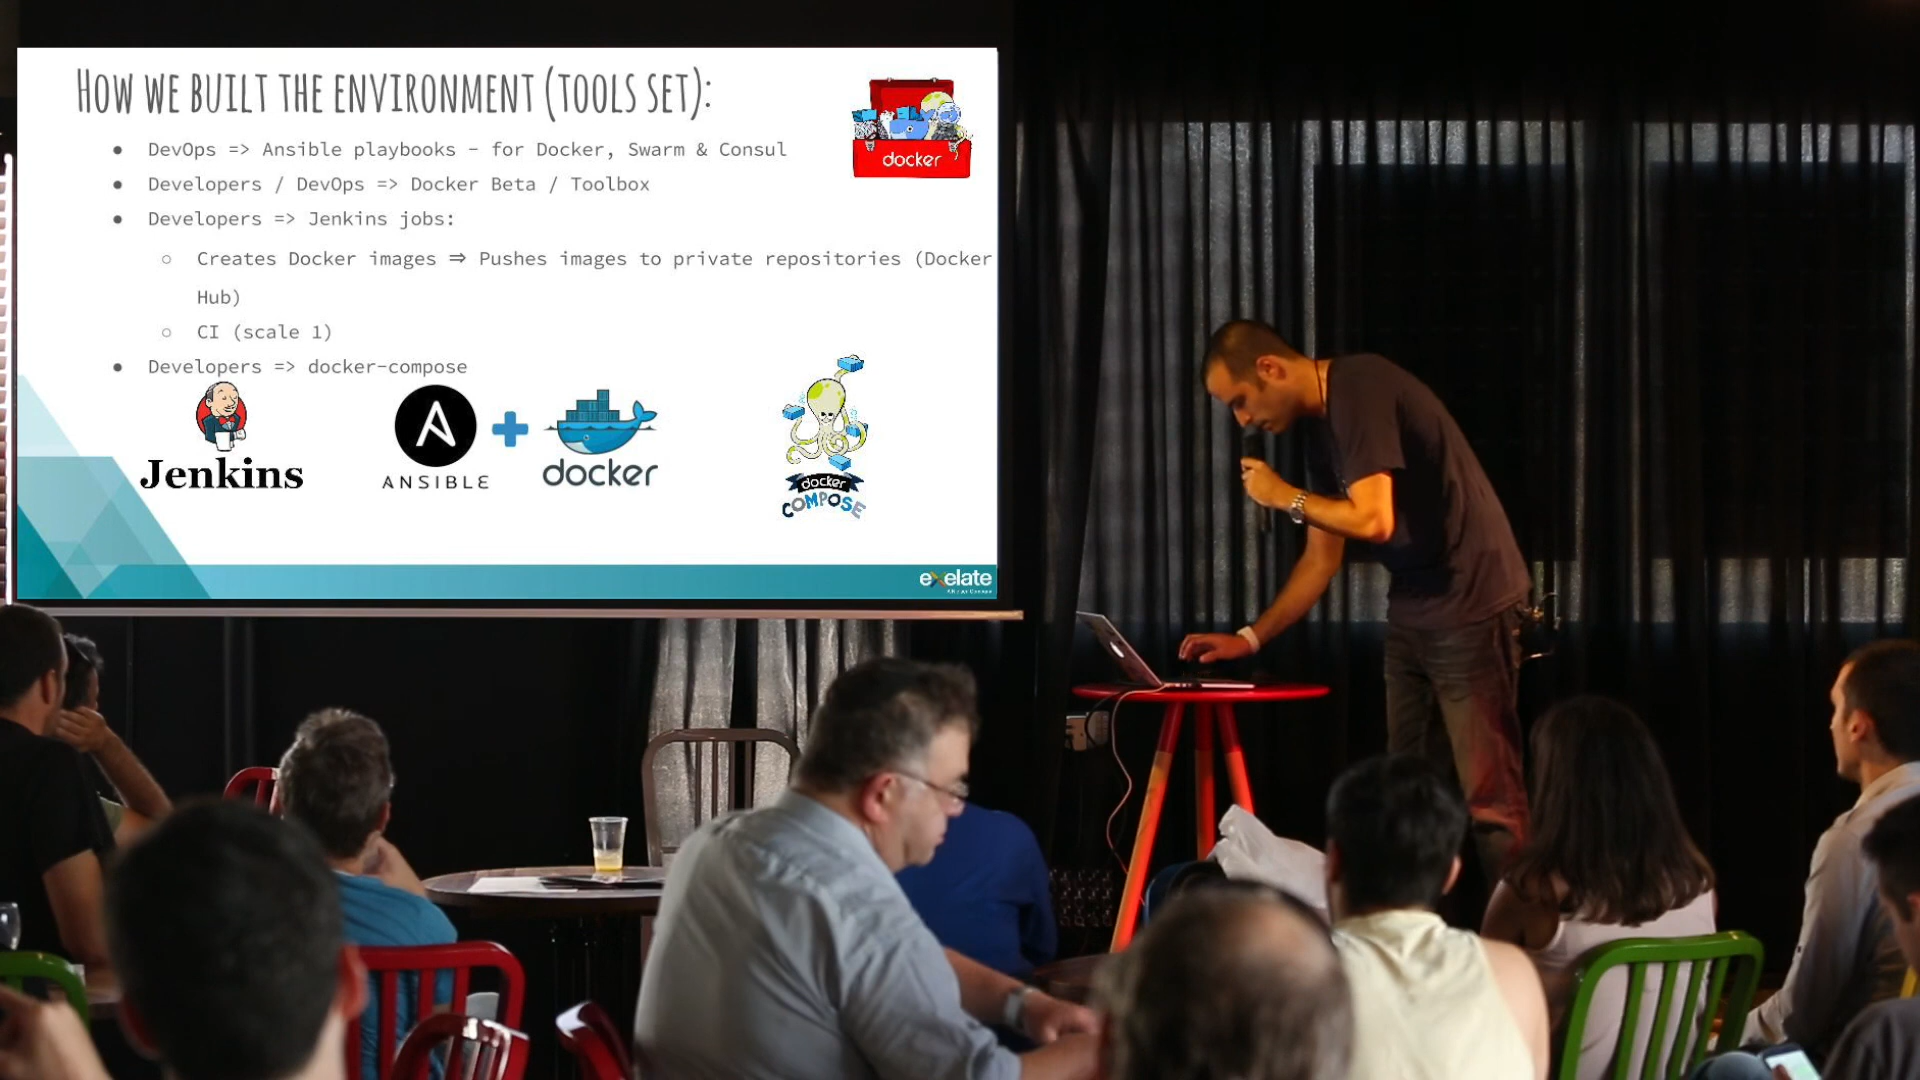 How we built the environment (tools set):
docker
● DevOps => Ansible playbooks - for Docker, Swarm & Consul
● Developers / DevOps => Docker Beta / Toolbox
● Developers => Jenkins jobs:
○ Creates Docker images ⇒ Pushes images to private repositories (Docker
Hub)
○ CI (scale 1)
● Developers => docker-compose
Jenkins
ANSIBLE
docker
docker
COMPOSE
exelate